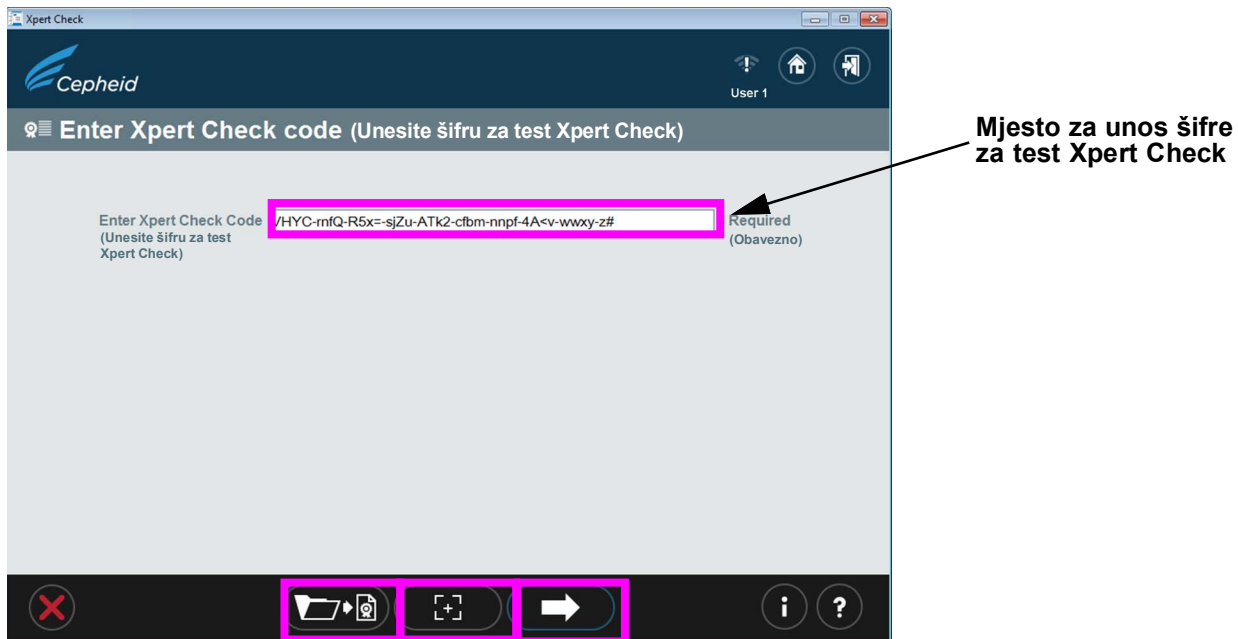 Xpert Check
Cepheid
User 1
Enter Xpert Check code (Unesite šifru za test Xpert Check)
Mjesto za unos šifre
za test Xpert Check
Enter Xpert Check Code
(Unesite šifru za test
Xpert Check)
/HYC-rnfQ-R5x=-sjZu-ATk2-cfbm-nnpf-4A<v-wwxy-z#
Required
(Obavezno)